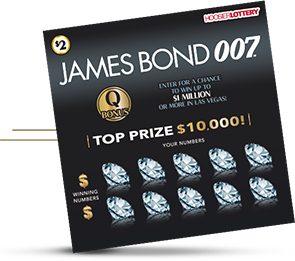 HOOSIER LOTTERY
$2
JAMES BOND 007
Q
BONUS
ENTER FOR A CHANCE
TO WIN UP TO
$1 MILLION
OR MORE IN LAS VEGAS!
TOP PRIZE $10,000!
YOUR NUMBERS
$
WINNING
NUMBERS
$